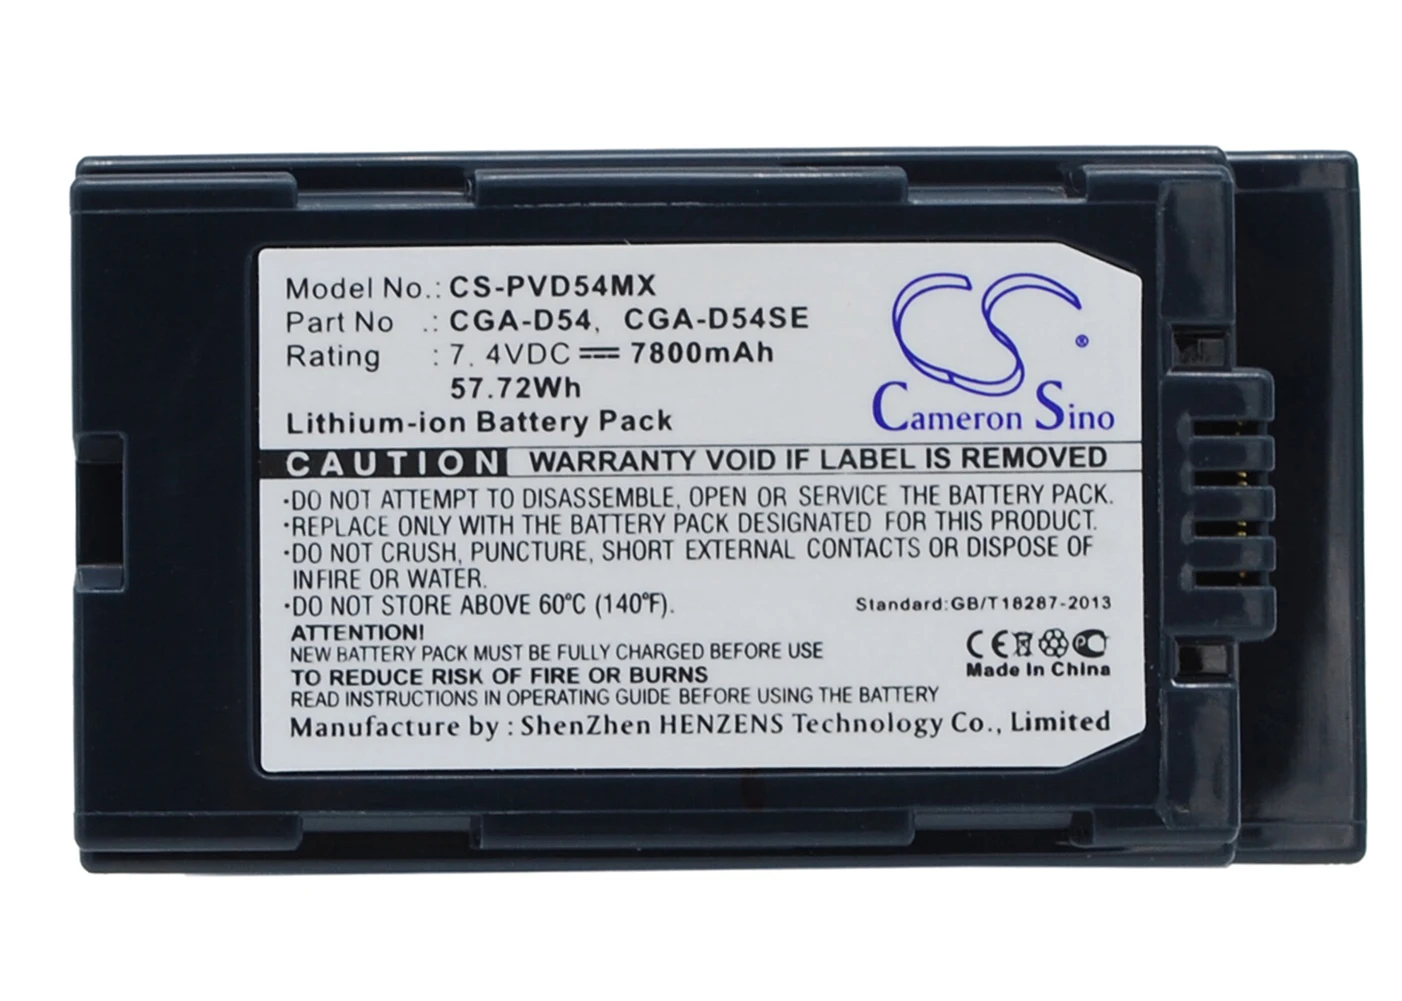 Model No.: CS-PVD54MX
Part No .: CGA-D54, CGA-D54SE
Rating : 7.4VDC 7800mAh
57.72Wh
Lithium-ion Battery Pack
CS®
Cameron Sino
CAUTION WARRANTY VOID IF LABEL IS REMOVED
·DO NOT ATTEMPT TO DISASSEMBLE, OPEN OR SERVICE THE BATTERY PACK.
·REPLACE ONLY WITH THE BATTERY PACK DESIGNATED FOR THIS PRODUCT.
·DO NOT CRUSH, PUNCTURE, SHORT EXTERNAL CONTACTS OR DISPOSE OF
IN FIRE OR WATER.
·DO NOT STORE ABOVE 60°C (140°F).
Standard:GB/T18287-2013
ATTENTION!
NEW BATTERY PACK MUST BE FULLY CHARGED BEFORE USE
TO REDUCE RISK OF FIRE OR BURNS
READ INSTRUCTIONS IN OPERATING GUIDE BEFORE USING THE BATTERY
CE
Made In China
Manufacture by : ShenZhen HENZENS Technology Co., Limited